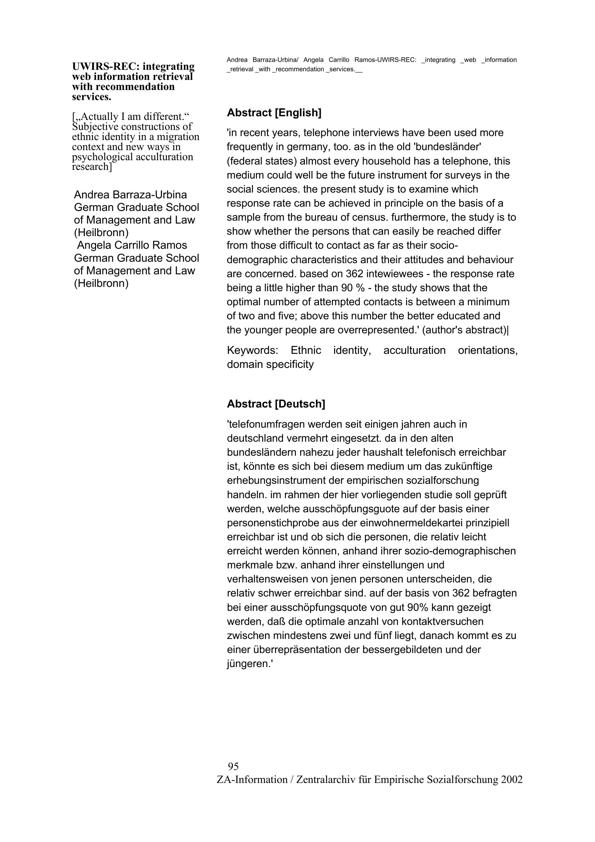 UWIRS-REC: integrating
web information retrieval
with recommendation
services.
[„Actually I am different.“
Subjective constructions of
ethnic identity in a migration
context and new ways in
psychological acculturation
research]
Andrea Barraza-Urbina
German Graduate School
of Management and Law
(Heilbronn)
Angela Carrillo Ramos
German Graduate School
of Management and Law
(Heilbronn)
Andrea Barraza-Urbina/ Angela Carrillo Ramos-UWIRS-REC: _integrating _web _information
_retrieval _with _recommendation _services.__
Abstract [English]
'in recent years, telephone interviews have been used more
frequently in germany, too. as in the old 'bundesländer'
(federal states) almost every household has a telephone, this
medium could well be the future instrument for surveys in the
social sciences. the present study is to examine which
response rate can be achieved in principle on the basis of a
sample from the bureau of census. furthermore, the study is to
show whether the persons that can easily be reached differ
from those difficult to contact as far as their socio-
demographic characteristics and their attitudes and behaviour
are concerned. based on 362 intewiewees - the response rate
being a little higher than 90 % - the study shows that the
optimal number of attempted contacts is between a minimum
of two and five; above this number the better educated and
the younger people are overrepresented.' (author's abstract)|
Keywords: Ethnic identity, acculturation orientations,
domain specificity
Abstract [Deutsch]
'telefonumfragen werden seit einigen jahren auch in
deutschland vermehrt eingesetzt. da in den alten
bundesländern nahezu jeder haushalt telefonisch erreichbar
ist, könnte es sich bei diesem medium um das zukünftige
erhebungsinstrument der empirischen sozialforschung
handeln. im rahmen der hier vorliegenden studie soll geprüft
werden, welche ausschöpfungsguote auf der basis einer
personenstichprobe aus der einwohnermeldekartei prinzipiell
erreichbar ist und ob sich die personen, die relativ leicht
erreicht werden können, anhand ihrer sozio-demographischen
merkmale bzw. anhand ihrer einstellungen und
verhaltensweisen von jenen personen unterscheiden, die
relativ schwer erreichbar sind. auf der basis von 362 befragten
bei einer ausschöpfungsquote von gut 90% kann gezeigt
werden, daß die optimale anzahl von kontaktversuchen
zwischen mindestens zwei und fünf liegt, danach kommt es zu
einer überrepräsentation der bessergebildeten und der
jüngeren.'
95
ZA-Information / Zentralarchiv für Empirische Sozialforschung 2002